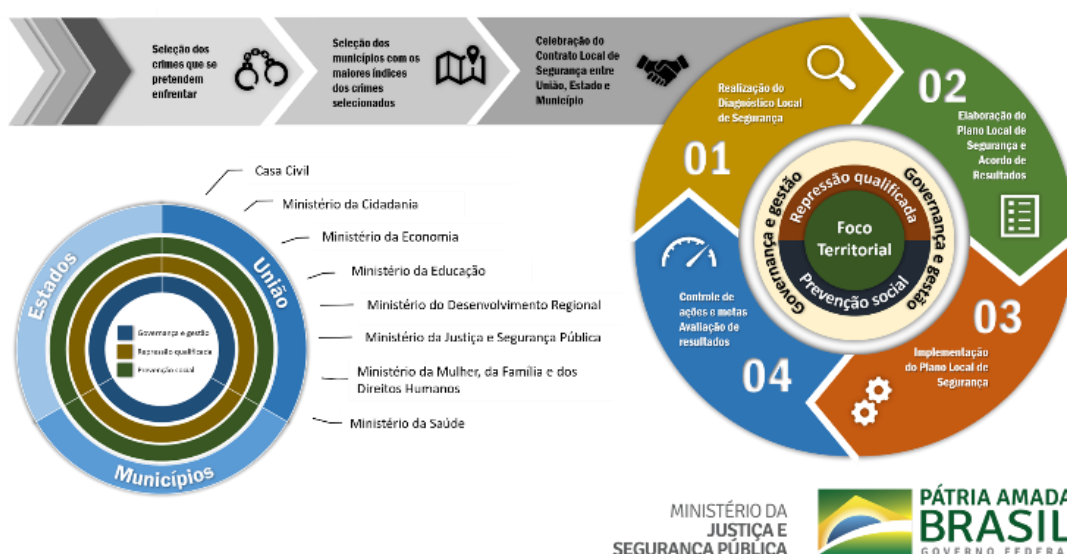 Seleção dos
crimes que se
pretendem
enfrentar
Seleção dos
municípios com os
maiores índices
dos crimes
selecionados
Celebração do
Contrato Local de
Segurança entre
União, Estado e
Município
Realização do
Diagnóstico Local
de Segurança
01
02
Elaboração do
Plano Local de
Segurança e
Acordo de
Resultados
03
Implementação
do Plano Local de
Segurança
04
Controle de
ações e metas
Avaliação de
resultados
Governança e gestão
Governança e gestão
Repressão qualificada
Prevenção social
Foco
Territorial
Casa Civil
Ministério da Cidadania
Ministério da Economia
Ministério da Educação
Ministério do Desenvolvimento Regional
Ministério da Justiça e Segurança Pública
Ministério da Mulher, da Família e dos
Direitos Humanos
Ministério da Saúde
Estados
União
Municípios
Governança e gestão
Repressão qualificada
Prevenção social
MINISTÉRIO DA
JUSTIÇA E
SEGURANÇA PÚBLICA
PÁTRIA AMADA
BRASIL
GOVERNO FEDERA